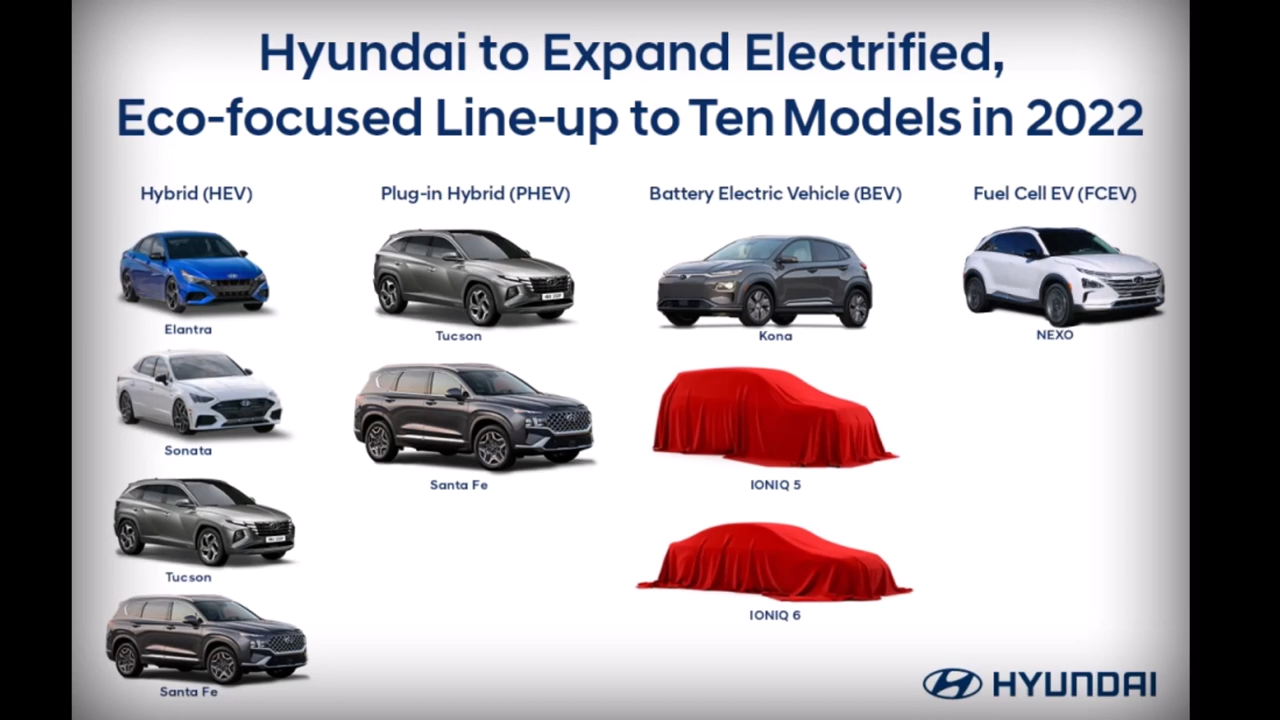 Hyundai to Expand Electrified,
Eco-focused Line-up to Ten Models in 2022
Hybrid (HEV)
Elantra
Sonata
Tucson
Santa Fe
Plug-in Hybrid (PHEV)
Tucson
Santa Fe
Battery Electric Vehicle (BEV)
Kona
IONIQ 5
IONIQ 6
Fuel Cell EV (FCEV)
NEXO
HYUNDAI